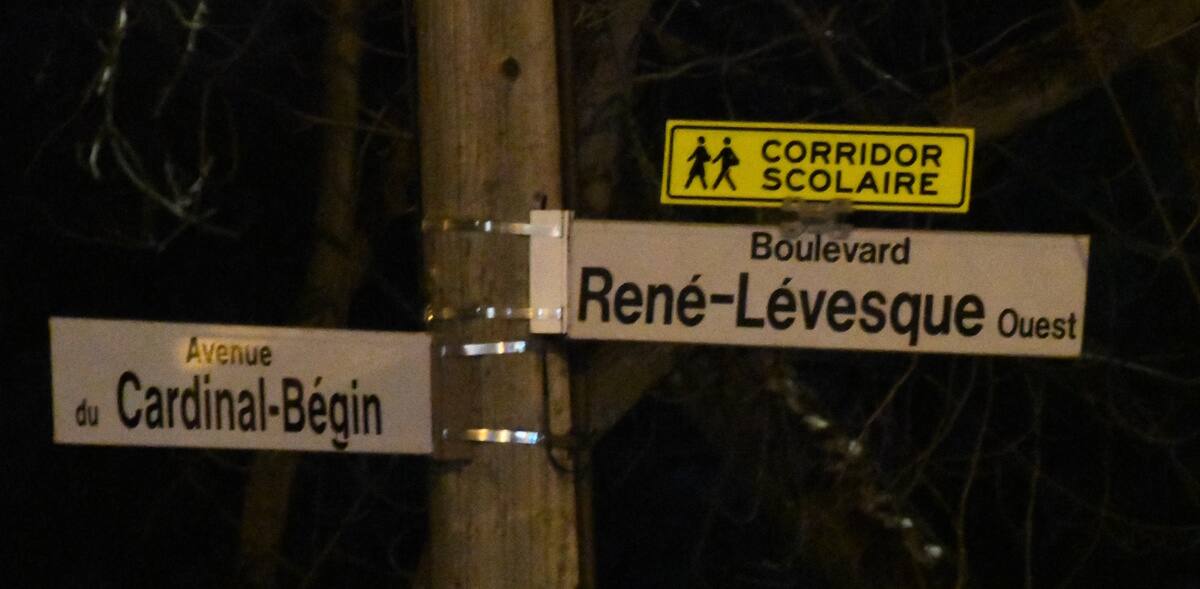 CORRIDOR
SCOLAIRE
Boulevard
René-Lévesque Ouest
Avenue
du Cardinal-Bégin